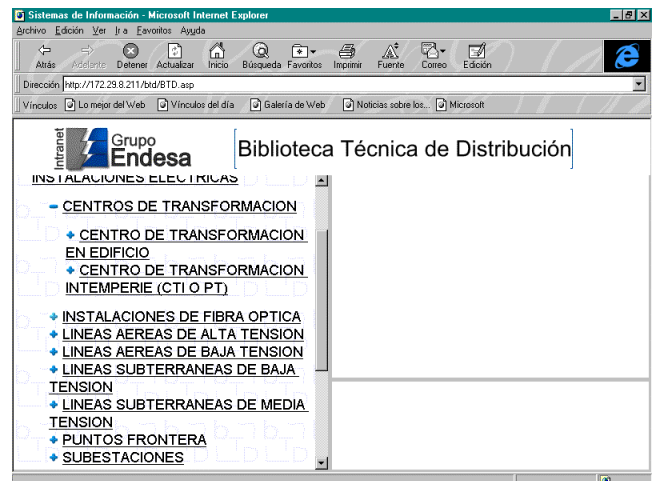 Sistemas de Información - Microsoft Internet Explorer
Archivo Edición Ver Ir a Favoritos Ayuda
Atrás Adelante Detener Actualizar Inicio Búsqueda Favoritos Imprimir Fuente Correo Edición
Dirección http://172.29.8.211/btd/BTD.asp
Vínculos Lo mejor del Web Vínculos del día Galería de Web Noticias sobre los... Microsoft
Intranet
Grupo
Endesa
Biblioteca Técnica de Distribución
INSTALACIONES ELECTRICAS
CENTROS DE TRANSFORMACION
CENTRO DE TRANSFORMACION
EN EDIFICIO
CENTRO DE TRANSFORMACION
INTEMPERIE (CTI O PT)
INSTALACIONES DE FIBRA OPTICA
LINEAS AEREAS DE ALTA TENSION
LINEAS AEREAS DE BAJA TENSION
LINEAS SUBTERRANEAS DE BAJA
TENSION
LINEAS SUBTERRANEAS DE MEDIA
TENSION
PUNTOS FRONTERA
SUBESTACIONES